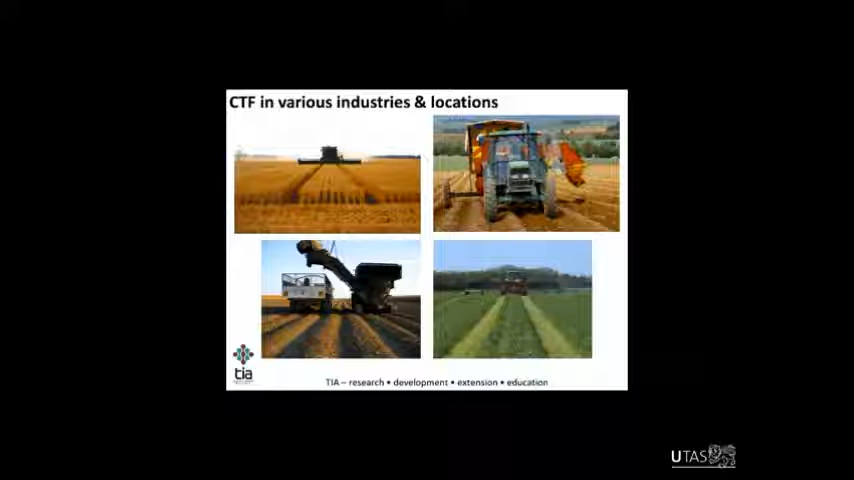 CTF in various industries & locations
tia
TIA – research • development • extension • education
UTAS